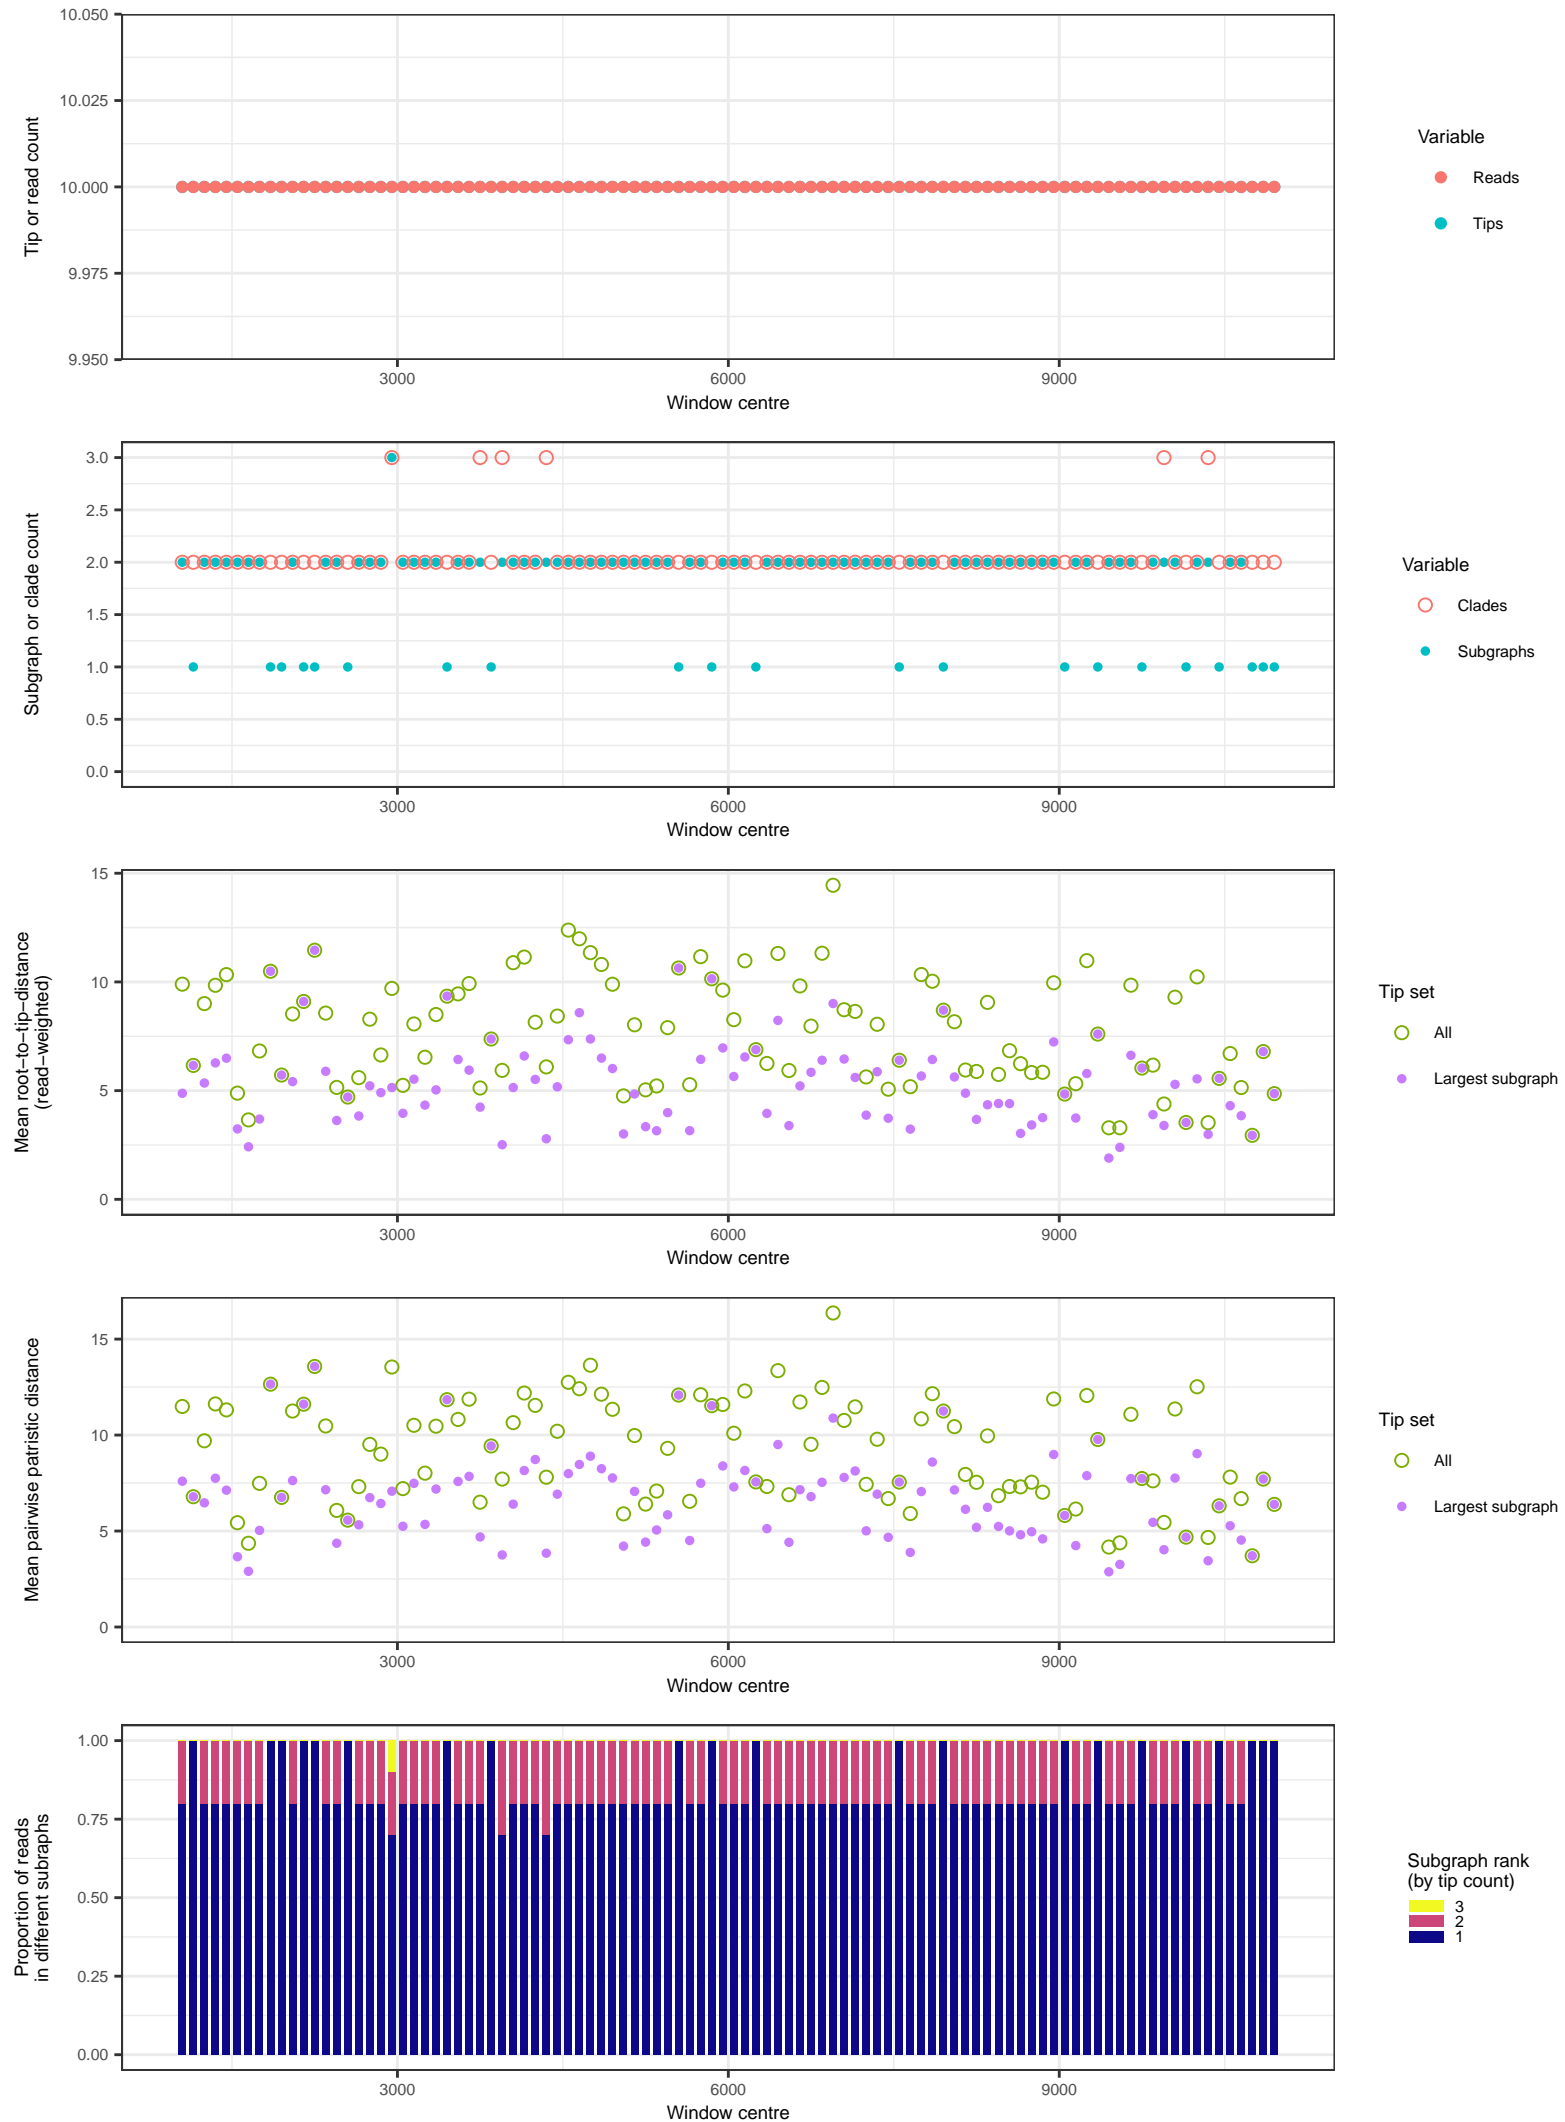 10.050
10.025
10.000
9.975
9.950
Tip or read count
3000
6000
9000
Window centre
Variable
Reads
Tips
3.0
2.5
2.0
1.5
1.0
0.5
0.0
Subgraph or clade count
3000
6000
9000
Window centre
Variable
Clades
Subgraphs
15
10
5
0
Mean root−to−tip−distance
(read−weighted)
3000
6000
9000
Window centre
Tip set
All
Largest subgraph
15
10
5
0
Mean pairwise patristic distance
3000
6000
9000
Window centre
Tip set
All
Largest subgraph
1.00
0.75
0.50
0.25
0.00
Proportion of reads
in different subraphs
3000
6000
9000
Window centre
Subgraph rank
(by tip count)
3
2
1